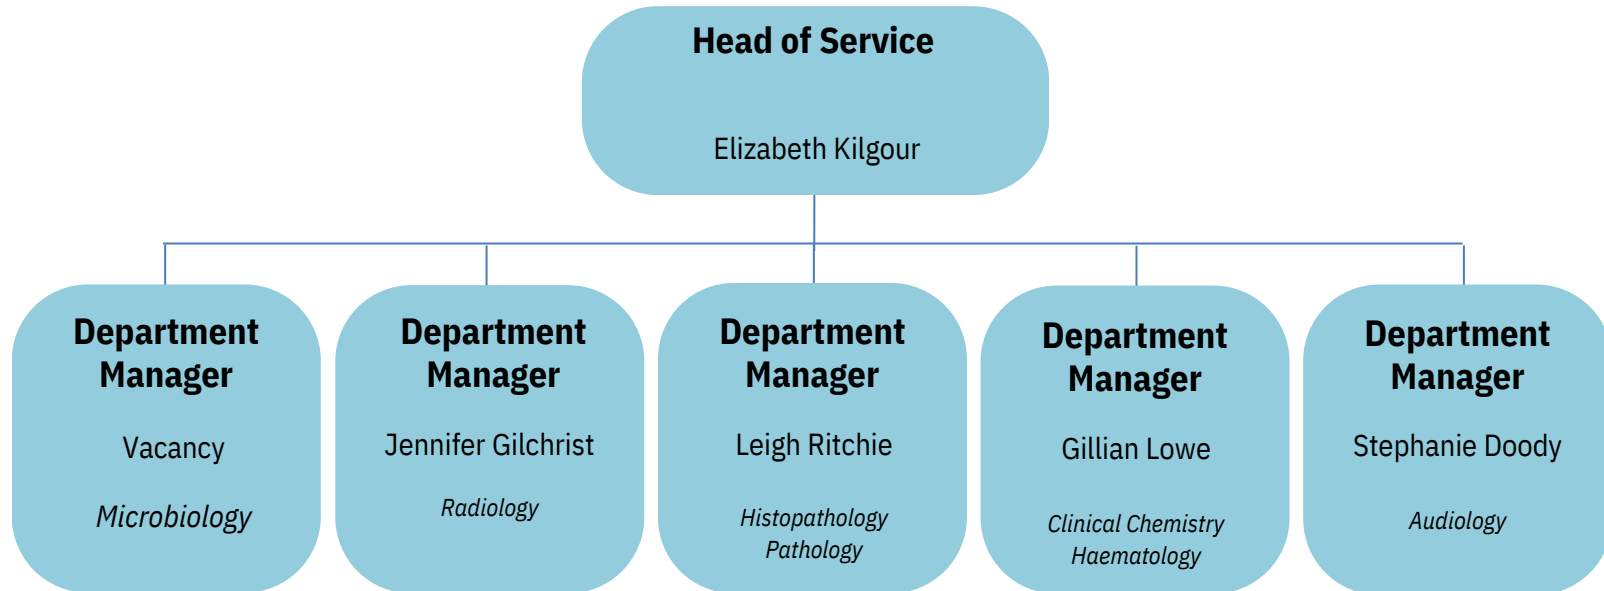 Head of Service
Elizabeth Kilgour
Department
Manager
Vacancy
Microbiology
Department
Manager
Jennifer Gilchrist
Radiology
Department
Manager
Leigh Ritchie
Histopathology
Pathology
Department
Manager
Gillian Lowe
Clinical Chemistry
Haematology
Department
Manager
Stephanie Doody
Audiology